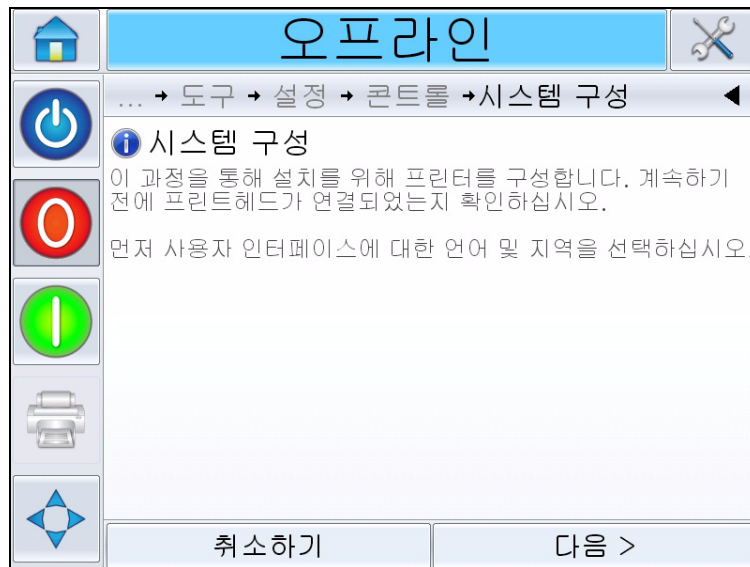 오프라인
... → 도구 → 설정 → 콘트롤 →시스템 구성
시스템 구성
이 과정을 통해 설치를 위해 프린터를 구성합니다. 계속하기
전에 프린트헤드가 연결되었는지 확인하십시오.
먼저 사용자 인터페이스에 대한 언어 및 지역을 선택하십시오.
취소하기
다음 >